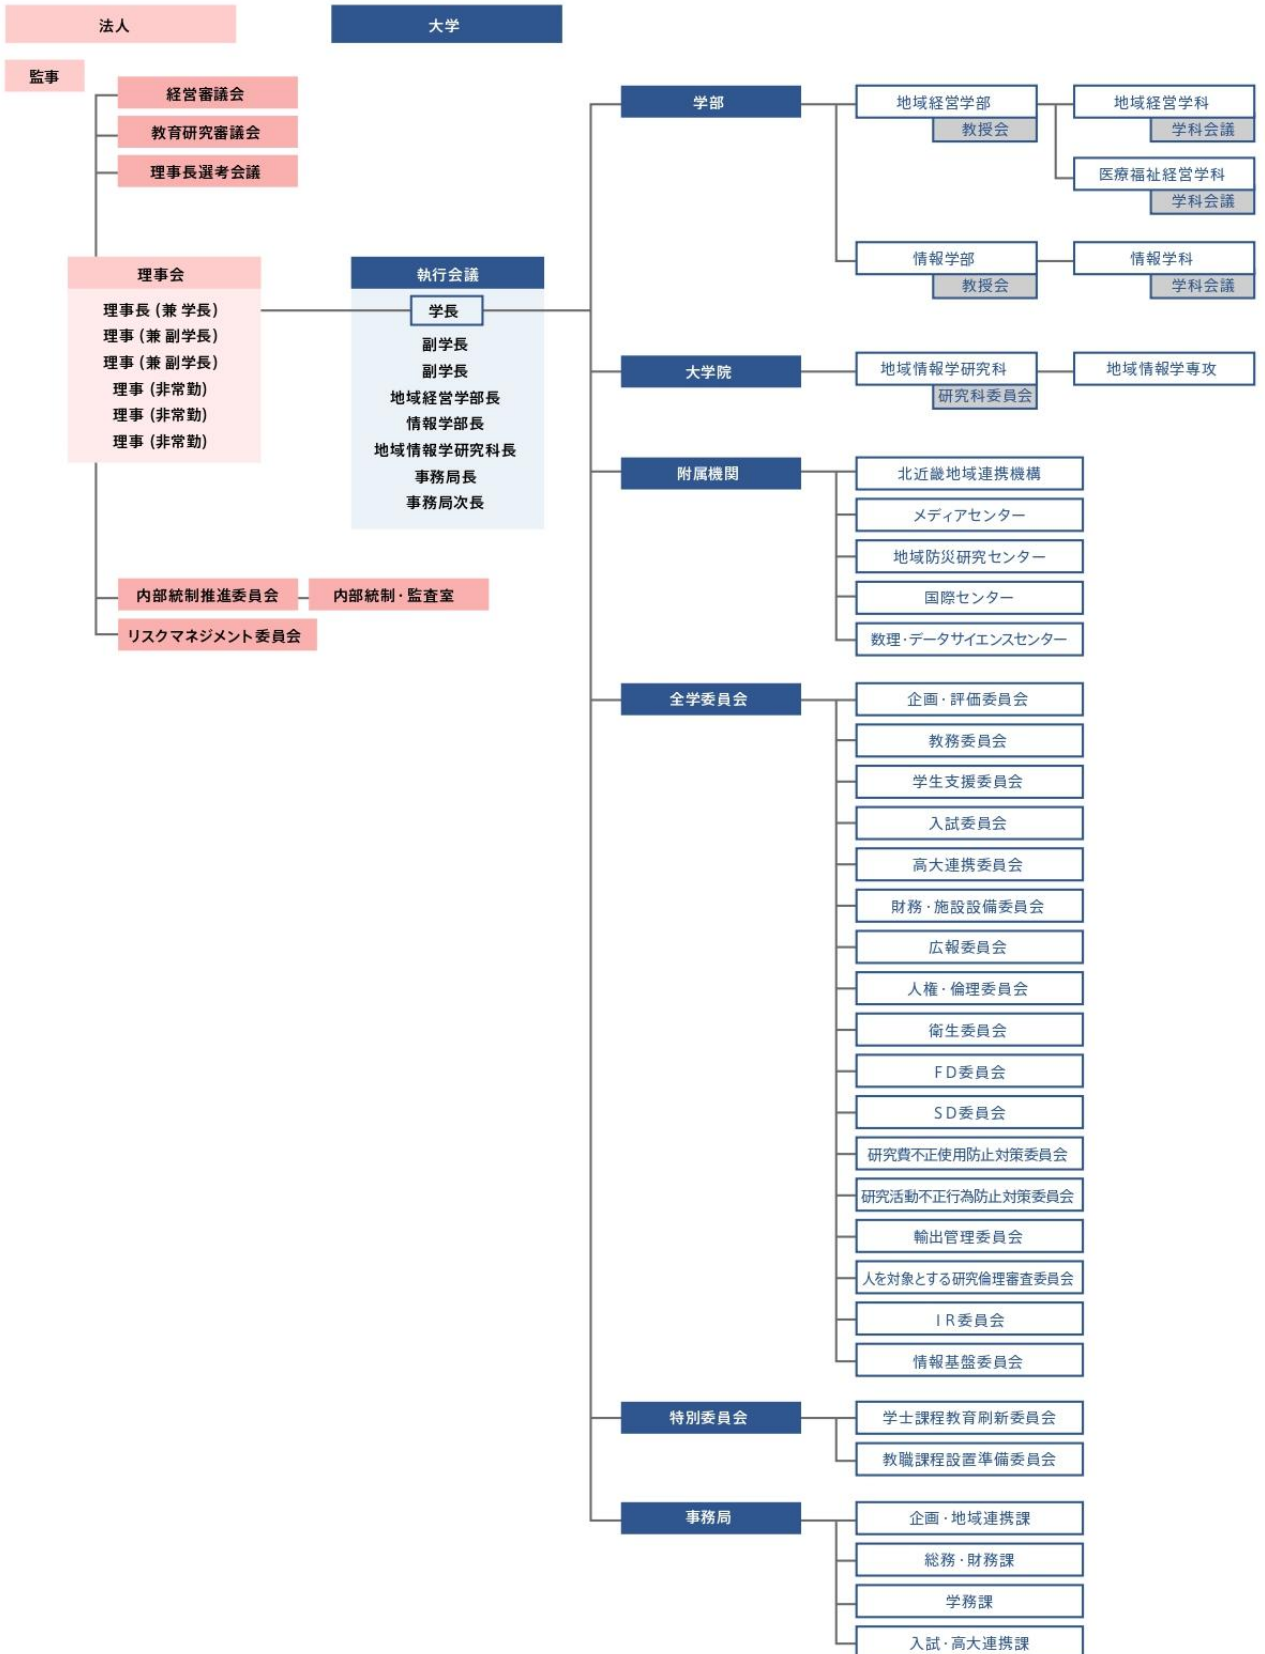 法人
大学
監事
経営審議会
教育研究審議会
理事長選考会議
理事会
理事長 (兼 学長)
理事 (兼 副学長)
理事 (兼 副学長)
理事 (非常勤)
理事 (非常勤)
理事 (非常勤)
内部統制推進委員会
内部統制・監査室
リスクマネジメント委員会
執行会議
学長
副学長
副学長
地域経営学部長
情報学部長
地域情報学研究科長
事務局長
事務局次長
学部
地域経営学部
教授会
地域経営学科
学科会議
医療福祉経営学科
学科会議
情報学部
教授会
情報学科
学科会議
大学院
地域情報学研究科
研究科委員会
地域情報学専攻
附属機関
北近畿地域連携機構
メディアセンター
地域防災研究センター
国際センター
数理・データサイエンスセンター
全学委員会
企画・評価委員会
教務委員会
学生支援委員会
入試委員会
高大連携委員会
財務・施設設備委員会
広報委員会
人権・倫理委員会
衛生委員会
FD委員会
SD委員会
研究費不正使用防止対策委員会
研究活動不正行為防止対策委員会
輸出管理委員会
人を対象とする研究倫理審査委員会
IR委員会
情報基盤委員会
特別委員会
学士課程教育刷新委員会
教職課程設置準備委員会
事務局
企画・地域連携課
総務・財務課
学務課
入試・高大連携課